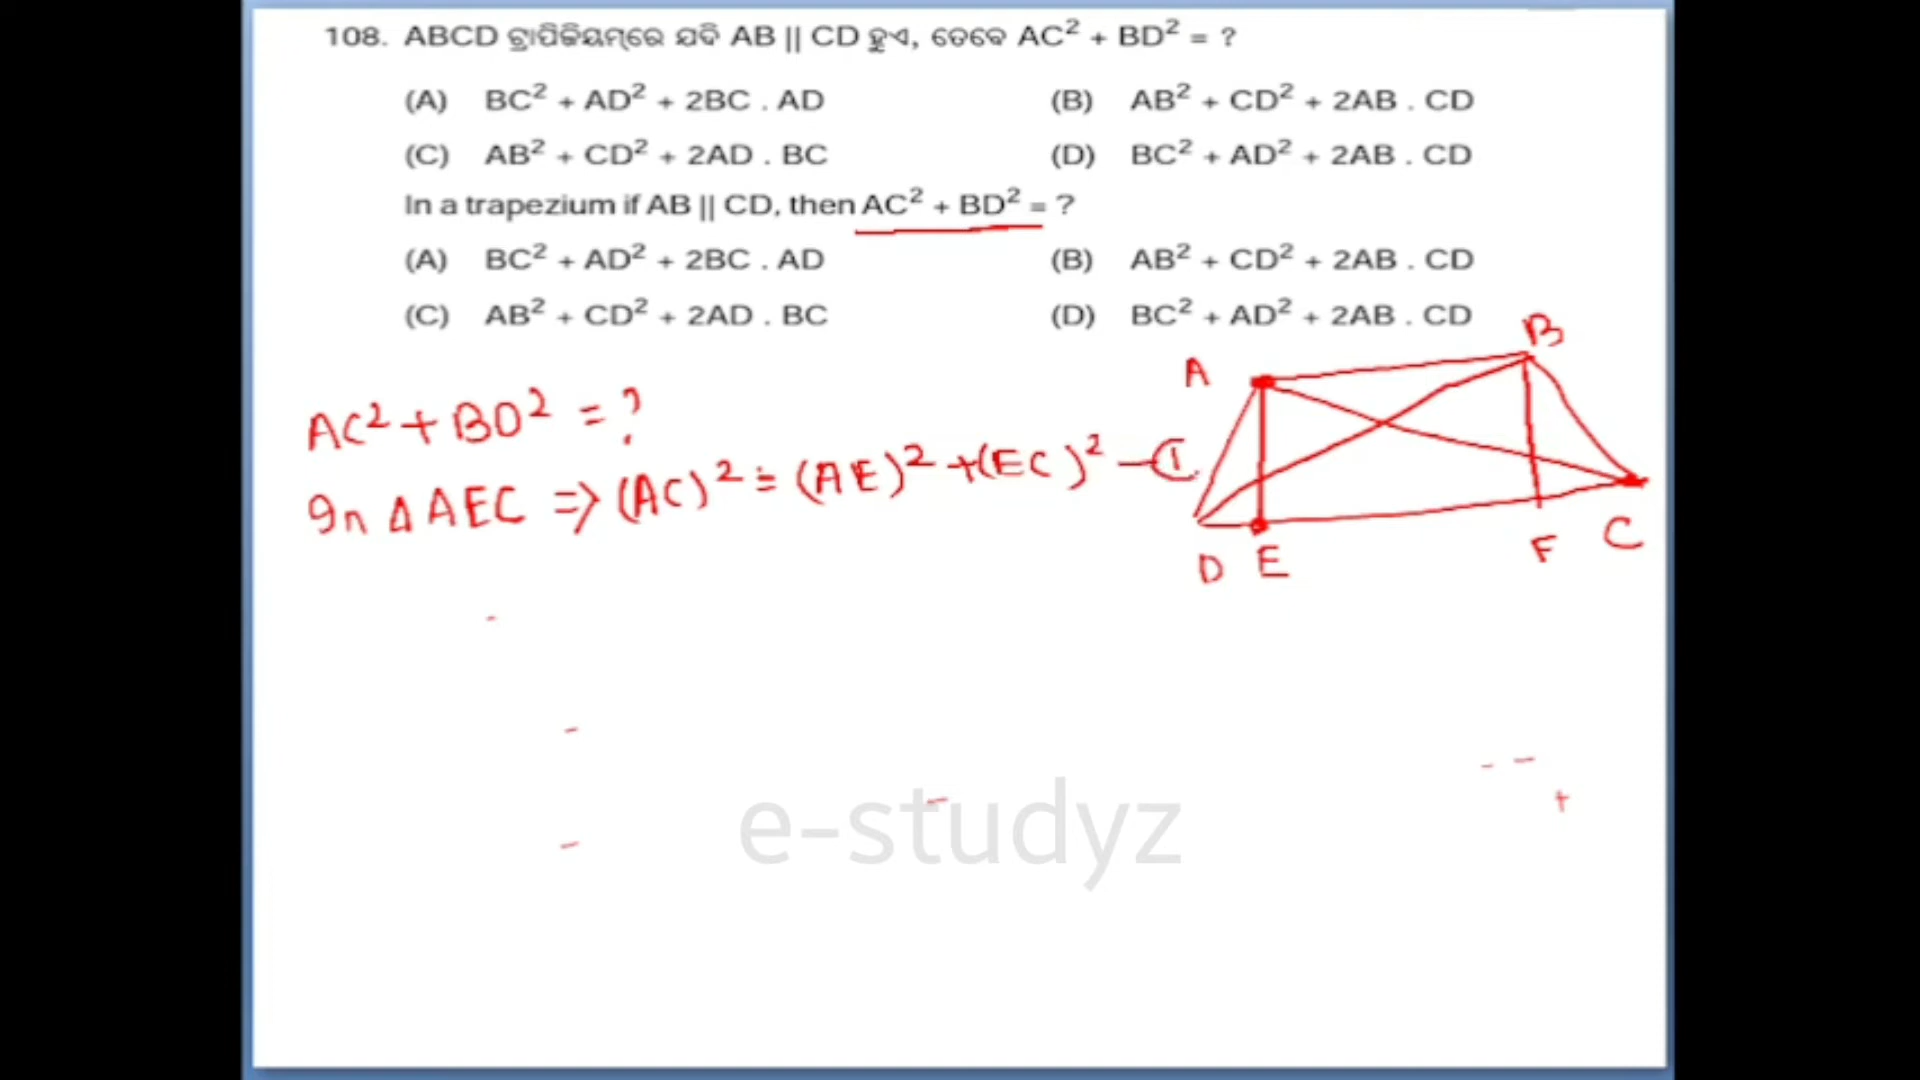 108. ABCD ଟ୍ରାପିଜିୟମ୍‌ରେ ଯଦି AB || CD ହୁଏ, ତେବେ AC² + BD² = ?
(A) BC² + AD² + 2BC . AD (B) AB² + CD² + 2AB . CD
(C) AB² + CD² + 2AD . BC (D) BC² + AD² + 2AB . CD
In a trapezium if AB || CD, then AC² + BD² = ?
(A) BC² + AD² + 2BC . AD (B) AB² + CD² + 2AB . CD
(C) AB² + CD² + 2AD . BC (D) BC² + AD² + 2AB . CD
B
A
AC² + BD² = ?
In Δ AEC => (AC)² = (AE)² + (EC)² — ①
D E F C
e-studyz